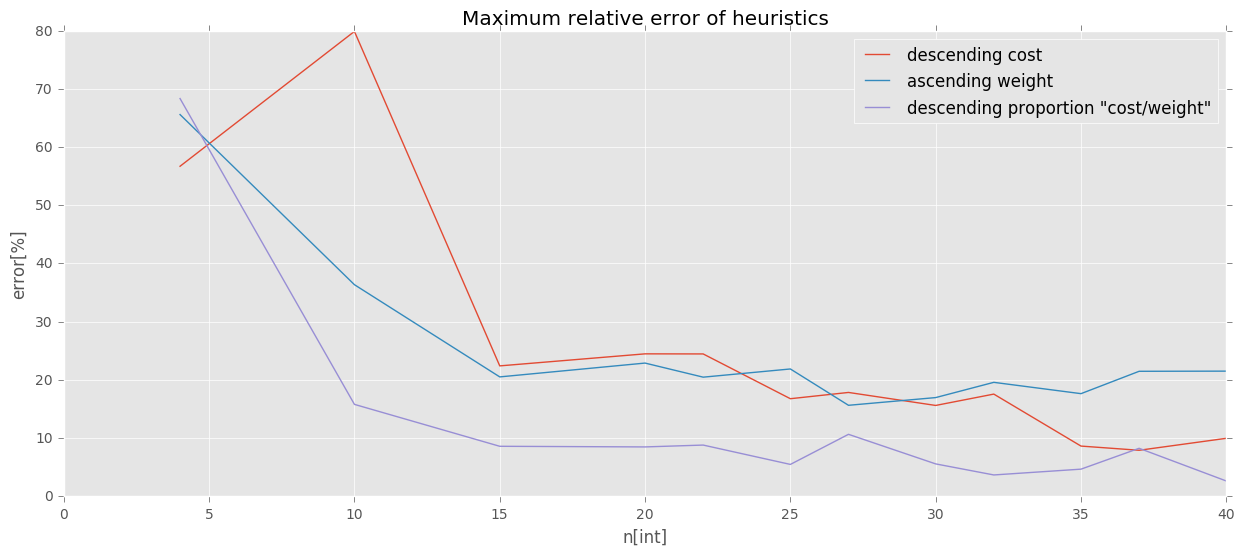 Maximum relative error of heuristics
80
70
60
50
40
30
20
10
0
error[%]
descending cost
ascending weight
descending proportion "cost/weight"
0 5 10 15 20 25 30 35 40
n[int]